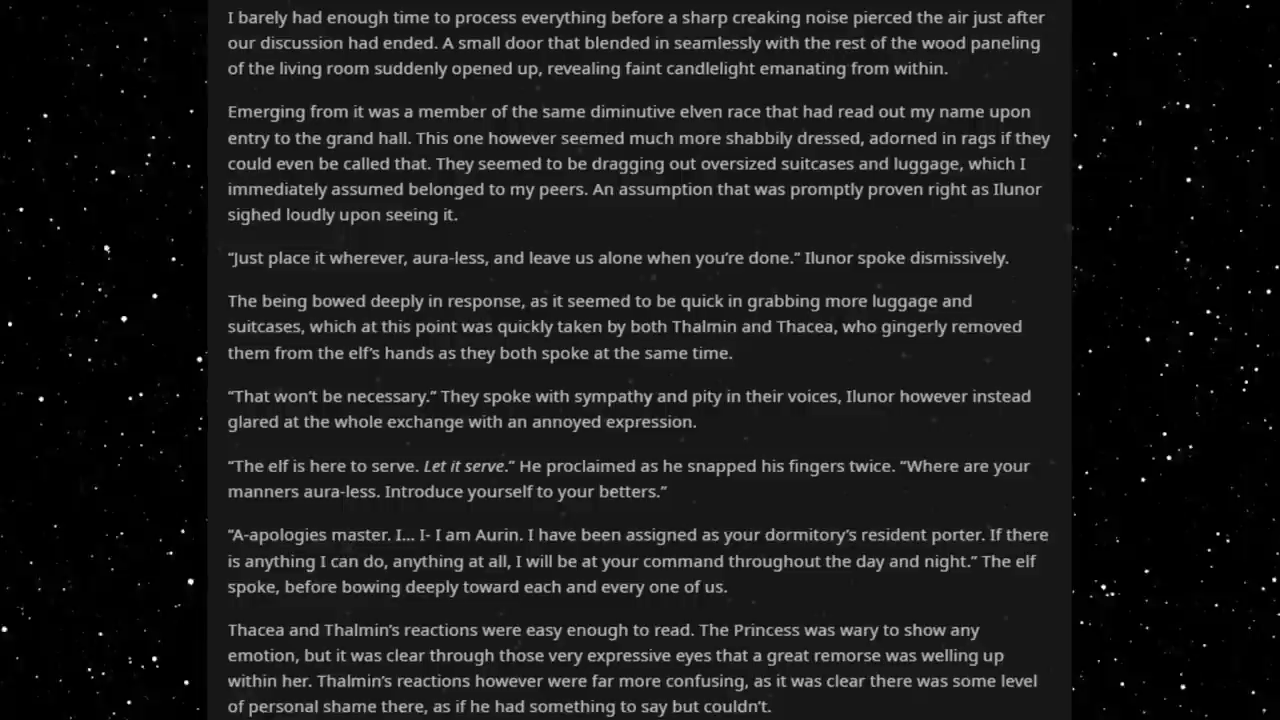 I barely had enough time to process everything before a sharp creaking noise pierced the air just after
our discussion had ended. A small door that blended in seamlessly with the rest of the wood paneling
of the living room suddenly opened up, revealing faint candlelight emanating from within.
Emerging from it was a member of the same diminutive elven race that had read out my name upon
entry to the grand hall. This one however seemed much more shabbily dressed, adorned in rags if they
could even be called that. They seemed to be dragging out oversized suitcases and luggage, which I
immediately assumed belonged to my peers. An assumption that was promptly proven right as Ilunor
sighed loudly upon seeing it.
“Just place it wherever, aura-less, and leave us alone when you’re done.” Ilunor spoke dismissively.
The being bowed deeply in response, as it seemed to be quick in grabbing more luggage and
suitcases, which at this point was quickly taken by both Thalmin and Thacea, who gingerly removed
them from the elf’s hands as they both spoke at the same time.
“That won’t be necessary.” They spoke with sympathy and pity in their voices, Ilunor however instead
glared at the whole exchange with an annoyed expression.
“The elf is here to serve. Let it serve.” He proclaimed as he snapped his fingers twice. “Where are your
manners aura-less. Introduce yourself to your betters.”
“A-apologies master. I... I- I am Aurin. I have been assigned as your dormitory’s resident porter. If there
is anything I can do, anything at all, I will be at your command throughout the day and night.” The elf
spoke, before bowing deeply toward each and every one of us.
Thacea and Thalmin’s reactions were easy enough to read. The Princess was wary to show any
emotion, but it was clear through those very expressive eyes that a great remorse was welling up
within her. Thalmin’s reactions however were far more confusing, as it was clear there was some level
of personal shame there, as if he had something to say but couldn’t.